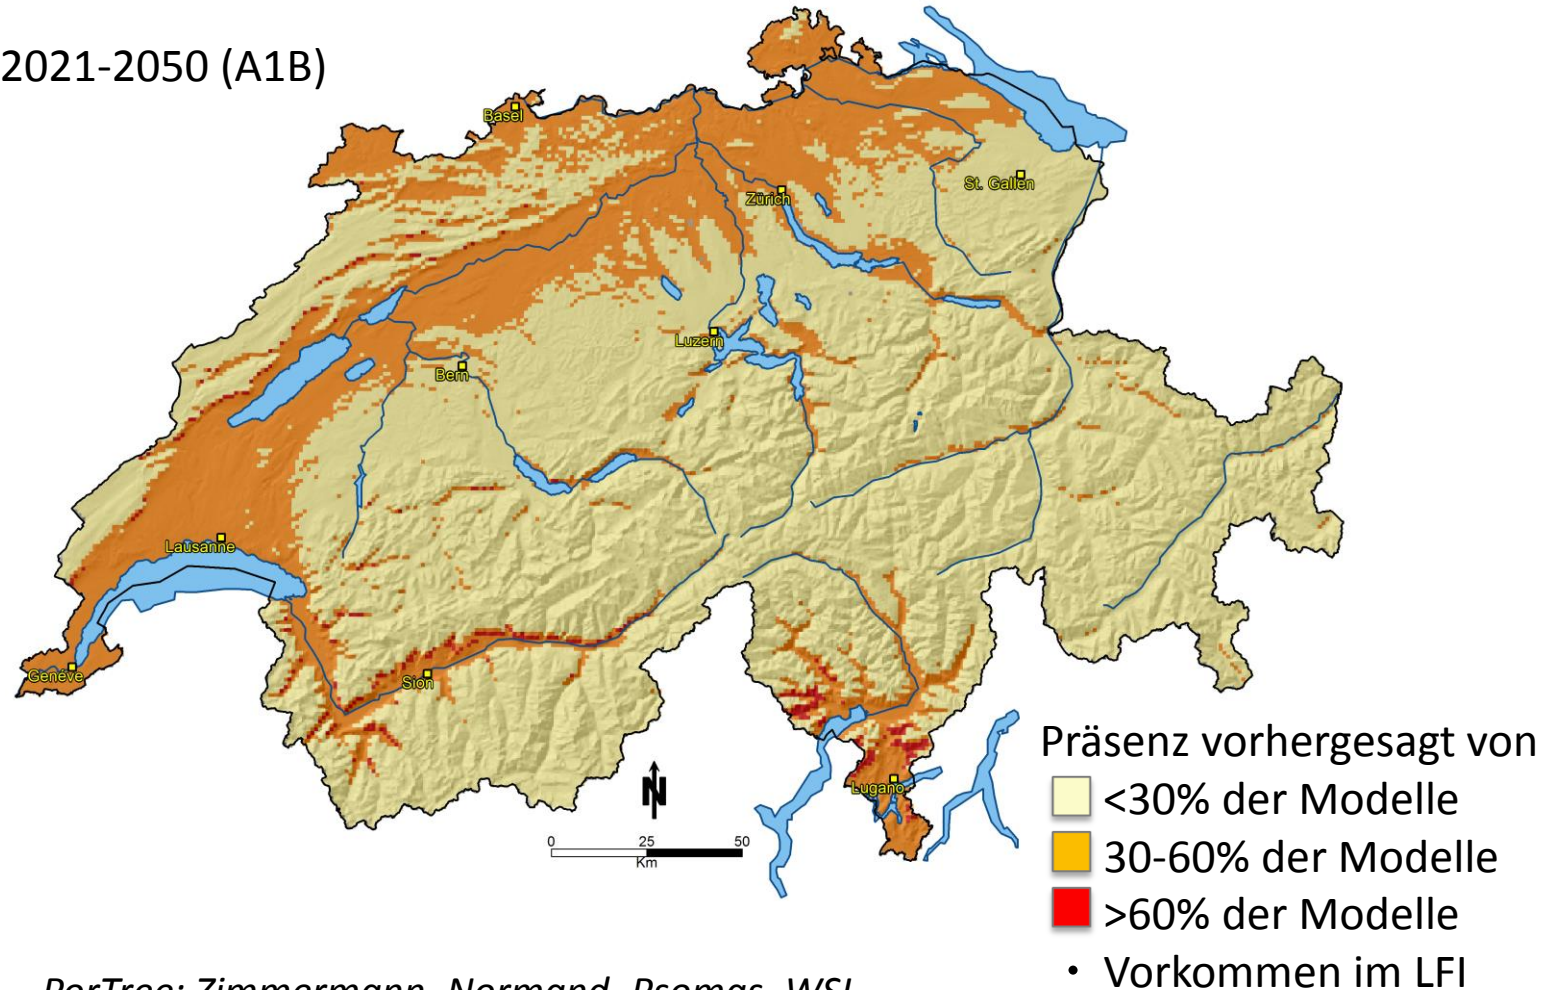 2021-2050 (A1B)
Basel
St. Gallen
Zürich
Luzern
Bern
Lausanne
Genéve
Sion
Lugano
N
0 25 50
Km
Präsenz vorhergesagt von
<30% der Modelle
30-60% der Modelle
>60% der Modelle
• Vorkommen im LFI
PorTree: Zimmermann, Normand, Psomas, WSL